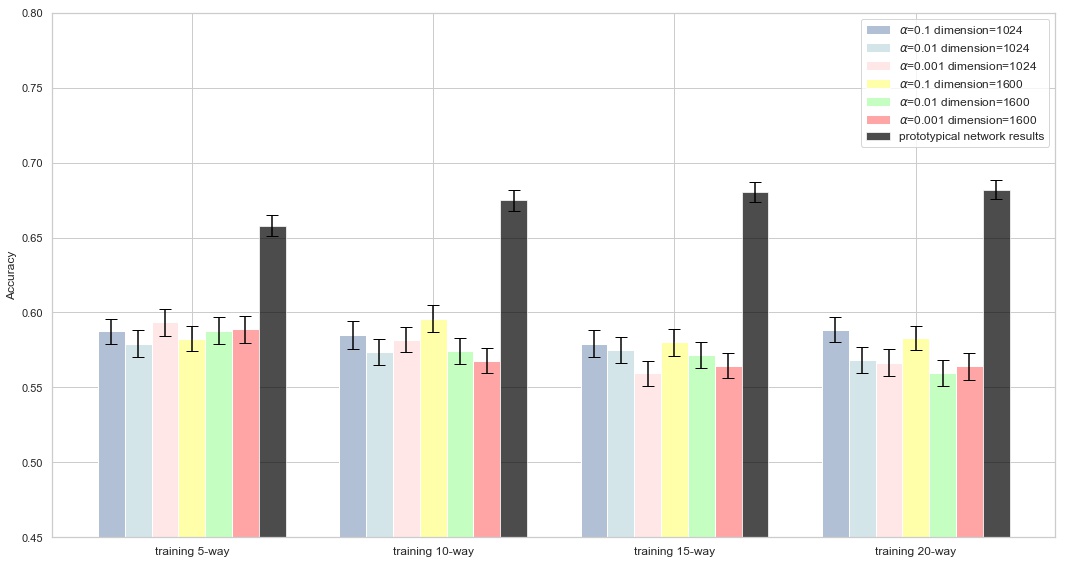 0.80
0.75
0.70
0.65
0.60
0.55
0.50
0.45
Accuracy
α=0.1 dimension=1024
α=0.01 dimension=1024
α=0.001 dimension=1024
α=0.1 dimension=1600
α=0.01 dimension=1600
α=0.001 dimension=1600
prototypical network results
training 5-way
training 10-way
training 15-way
training 20-way